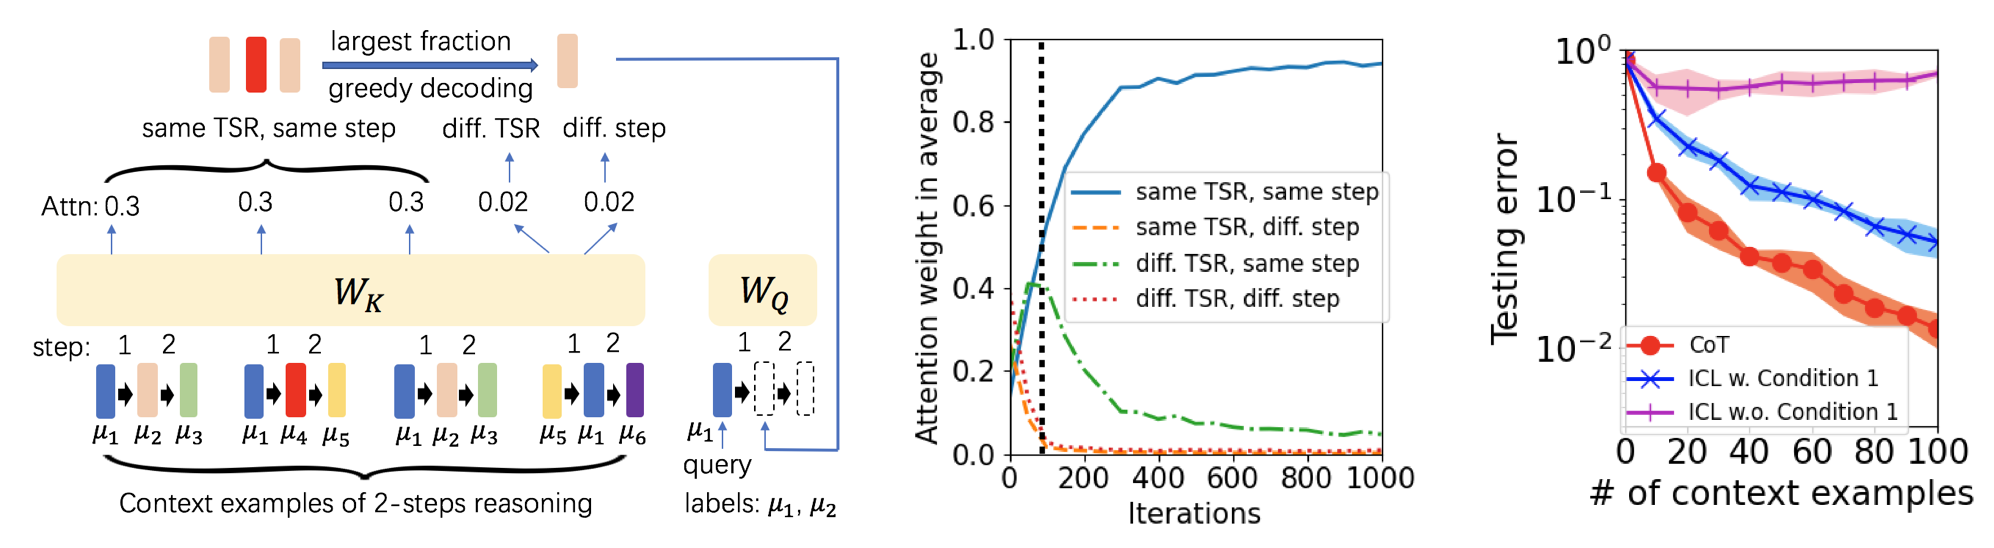 largest fraction
greedy decoding
same TSR, same step
diff. TSR
diff. step
Attn: 0.3
0.3
0.3
0.02
0.02
W_K
W_Q
step: 1 2
1 2
1 2
1 2
1 2
μ1 μ2 μ3
μ1 μ4 μ5
μ1 μ2 μ3
μ5 μ1 μ6
μ1
query
Context examples of 2-steps reasoning
labels: μ1, μ2
Attention weight in average
1.0
0.8
0.6
0.4
0.2
0.0
same TSR, same step
same TSR, diff. step
diff. TSR, same step
diff. TSR, diff. step
0 200 400 600 800 1000
Iterations
Testing error
10^0
10^-1
10^-2
CoT
ICL w. Condition 1
ICL w.o. Condition 1
0 20 40 60 80 100
# of context examples